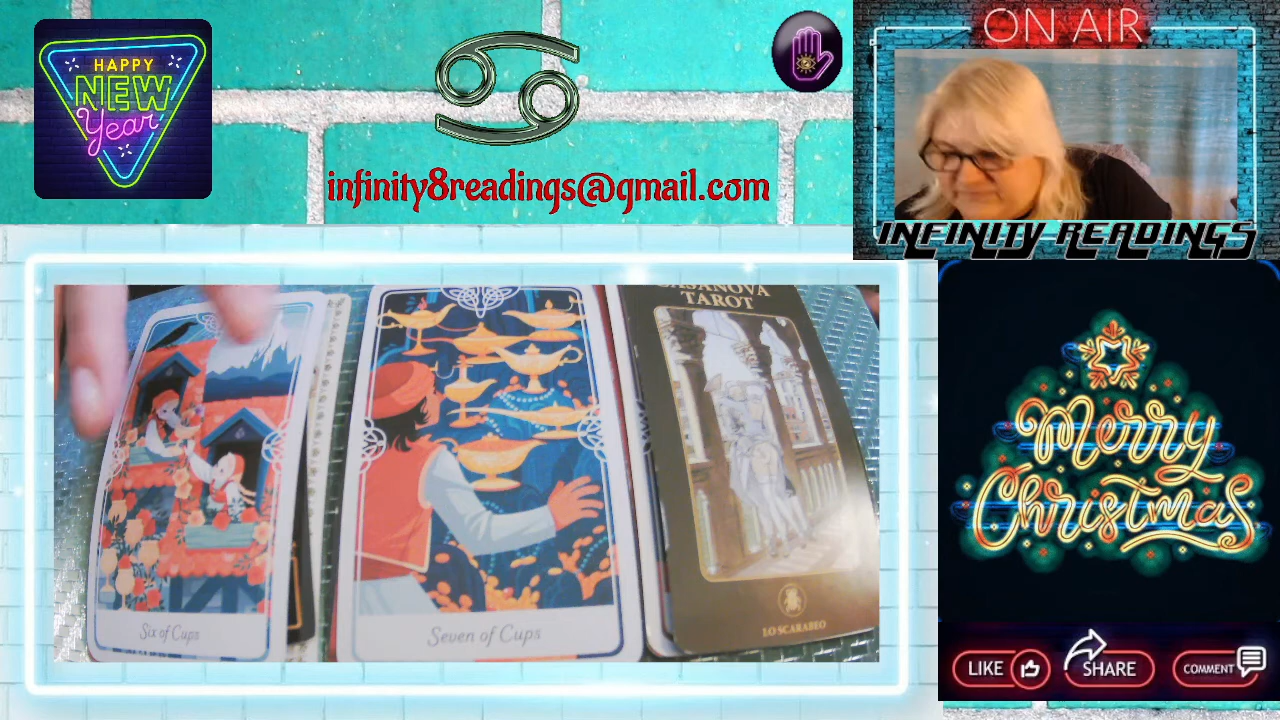 HAPPY
NEW
Year
infinity8readings@gmail.com
ON AIR
INFINITY READINGS
CASANOVA
TAROT
LO SCARABEO
Six of Cups
Seven of Cups
Merry
Christmas
LIKE
SHARE
COMMENT